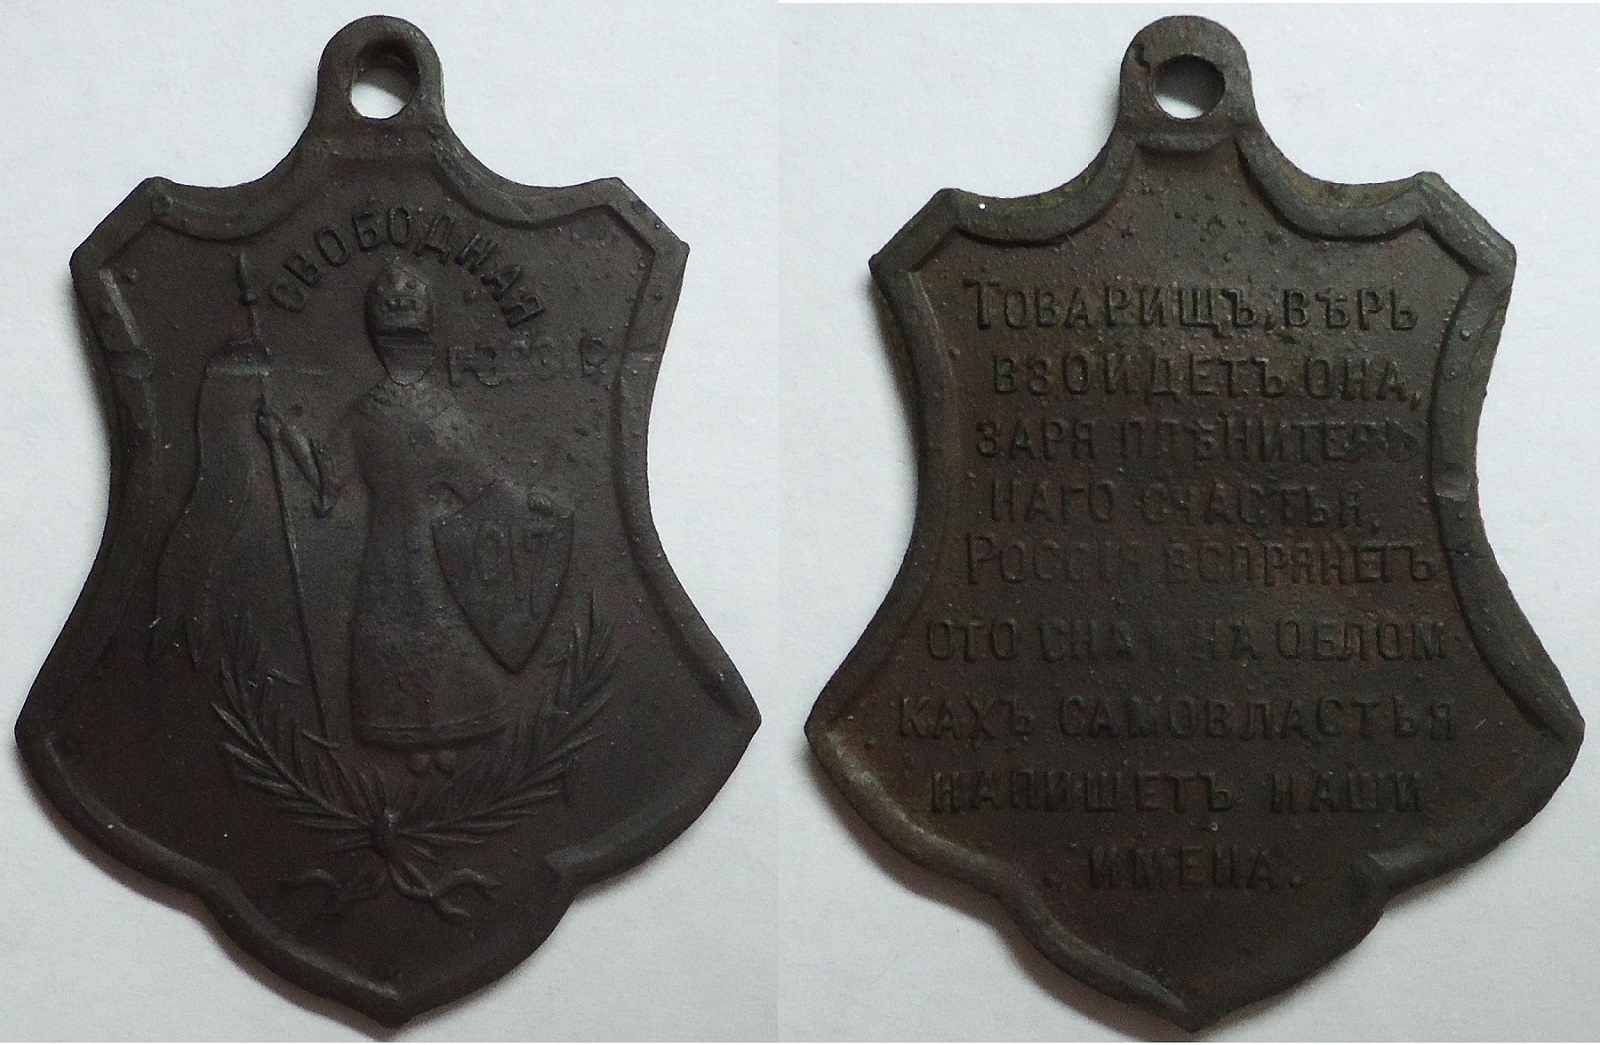 СВОБОДНАЯ
ТОВАРИЩЪ, ВѢРЬ
ВЗОЙДЕТЪ ОНА,
ЗАРЯ ПЛѢНИТЕЛЬ
НАГО СЧАСТЬЯ,
РОССІЯ ВСПРЯНЕТЪ
ОТО СНА И НА ОБЛОМ
КАХЪ САМОВЛАСТЬЯ
НАПИШЕТЪ НАШИ
ИМЕНА.